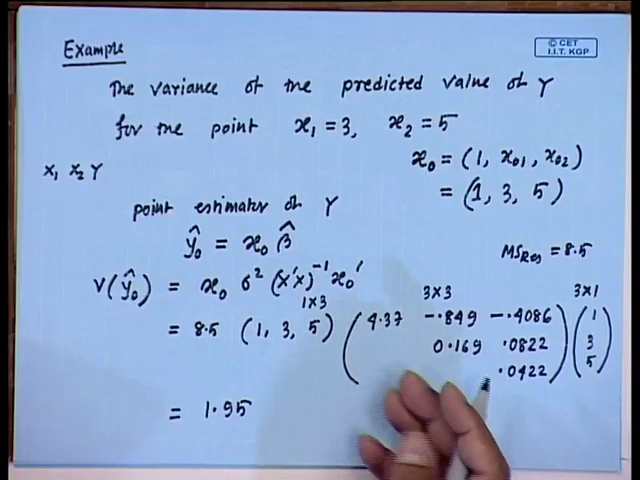 Example
© CET
I.I.T. KGP
The variance of the predicted value of Y
for the point x₁ = 3, x₂ = 5
x₀ = (1, x₀₁, x₀₂)
= (1, 3, 5)
x₁ x₂ Y
point estimator of Y
ŷ₀ = x₀ β̂
MS_Res = 8.5
V(ŷ₀) = x₀ σ² (x'x)⁻¹ x₀'
1×3 3×3 3×1
= 8.5 (1, 3, 5) ( 4.37 -.849 -.4086 ) ( 1
0.169 .0822 3
.0422 5 )
= 1.95